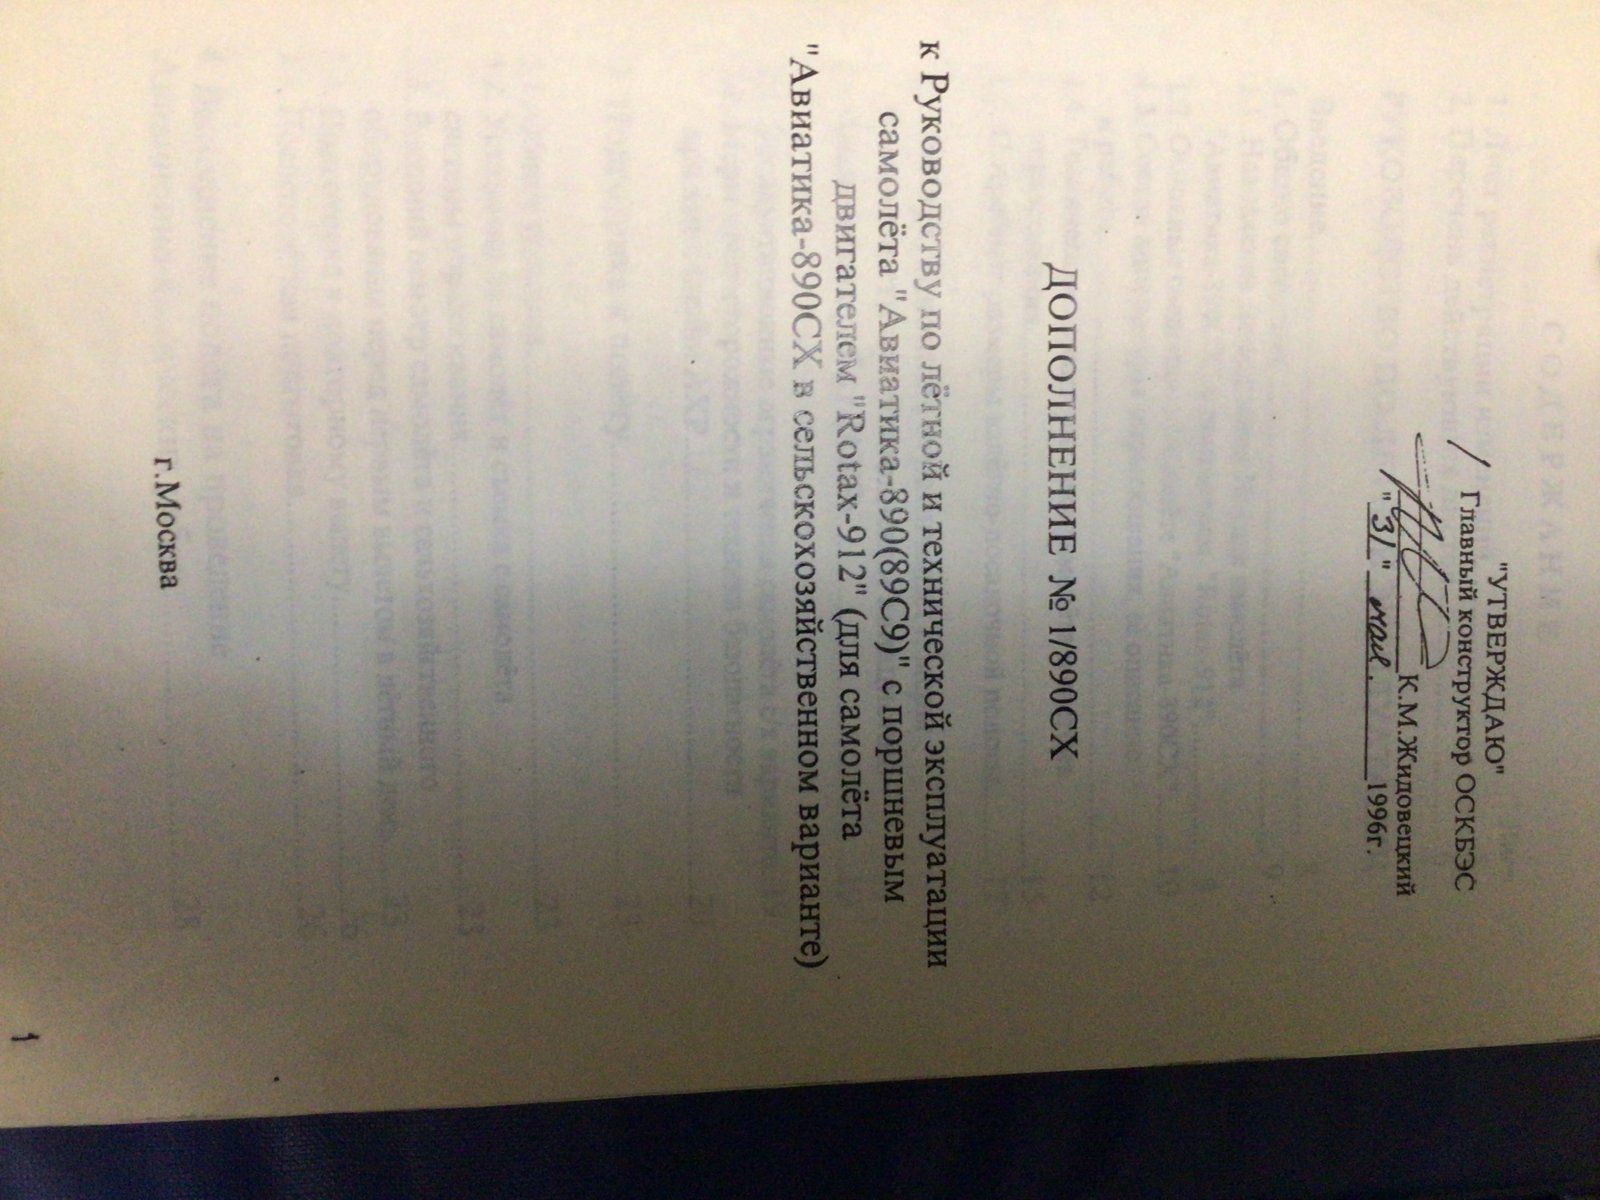 "УТВЕРЖДАЮ"
Главный конструктор ОСКБЭС
К.М.Жидовецкий
"31" мая. 1996г.
ДОПОЛНЕНИЕ № 1/890СХ
к Руководству по лётной и технической эксплуатации
самолёта "Авиатика-890(89С9)" с поршневым
двигателем "Rotax-912" (для самолёта
"Авиатика-890СХ в сельскохозяйственном варианте)
г.Москва
1